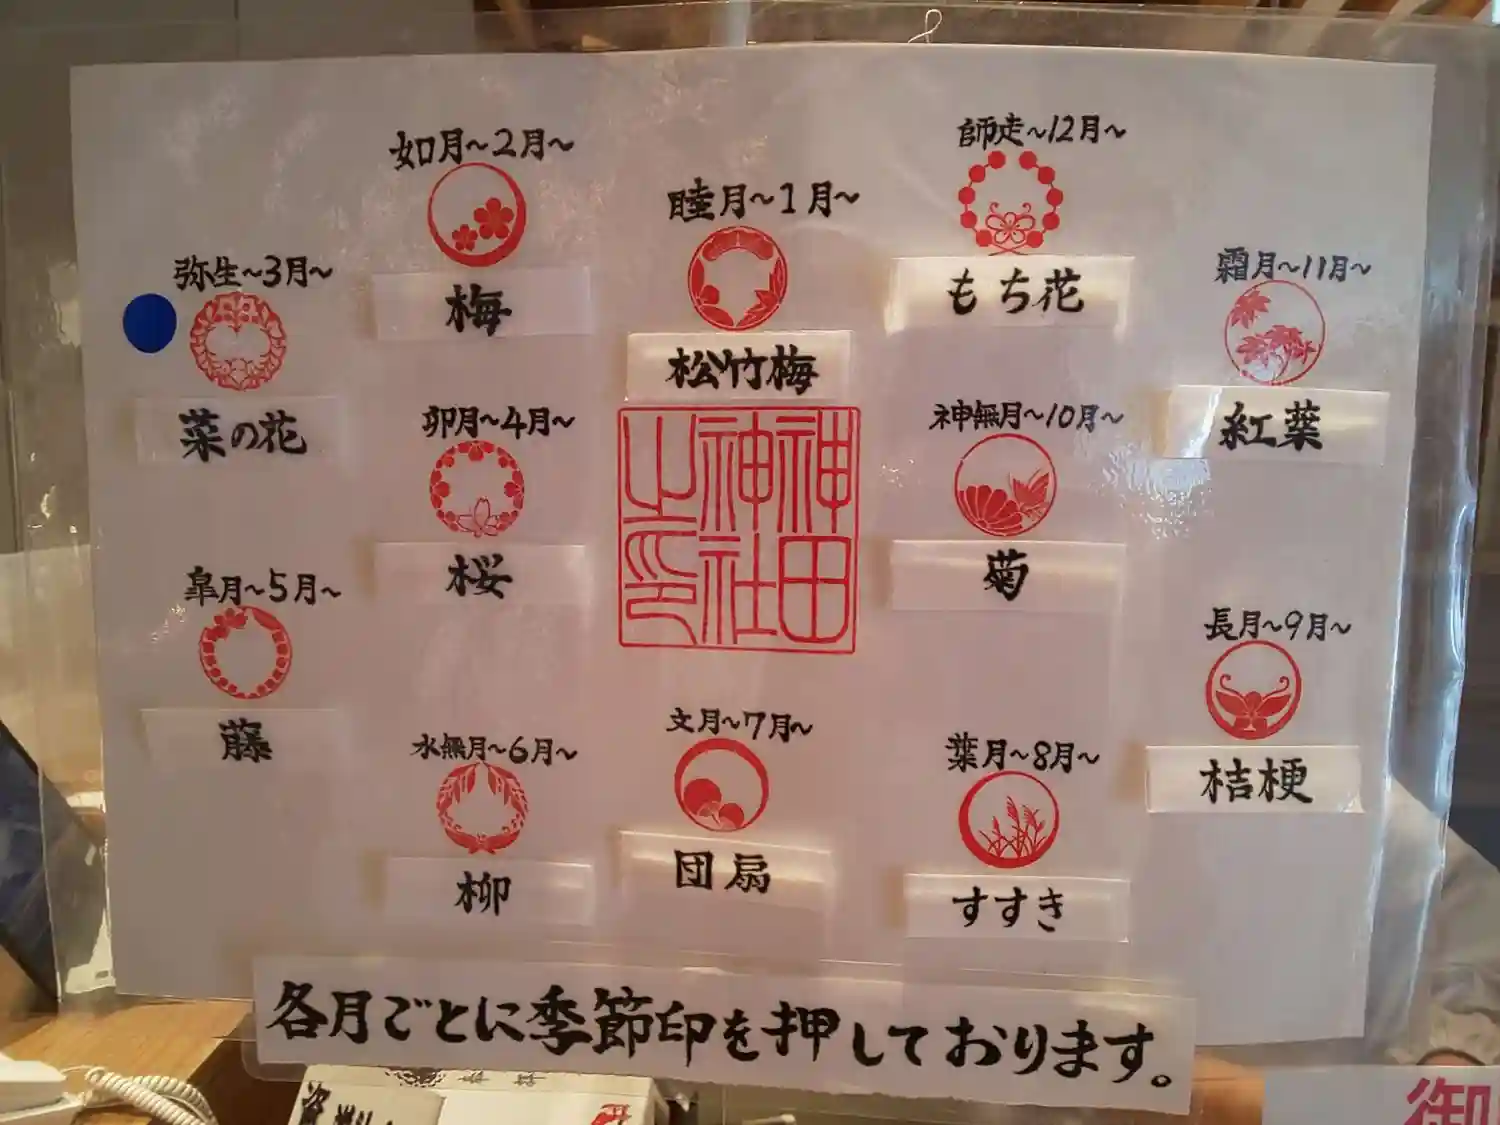 睦月～1月～
松竹梅
如月～2月～
梅
弥生～3月～
菜の花
卯月～4月～
桜
皐月～5月～
藤
水無月～6月～
柳
文月～7月～
団扇
葉月～8月～
すすき
長月～9月～
桔梗
神無月～10月～
菊
霜月～11月～
紅葉
師走～12月～
もち花
神田
神社
之印
各月ごとに季節印を押しております。
資料
御